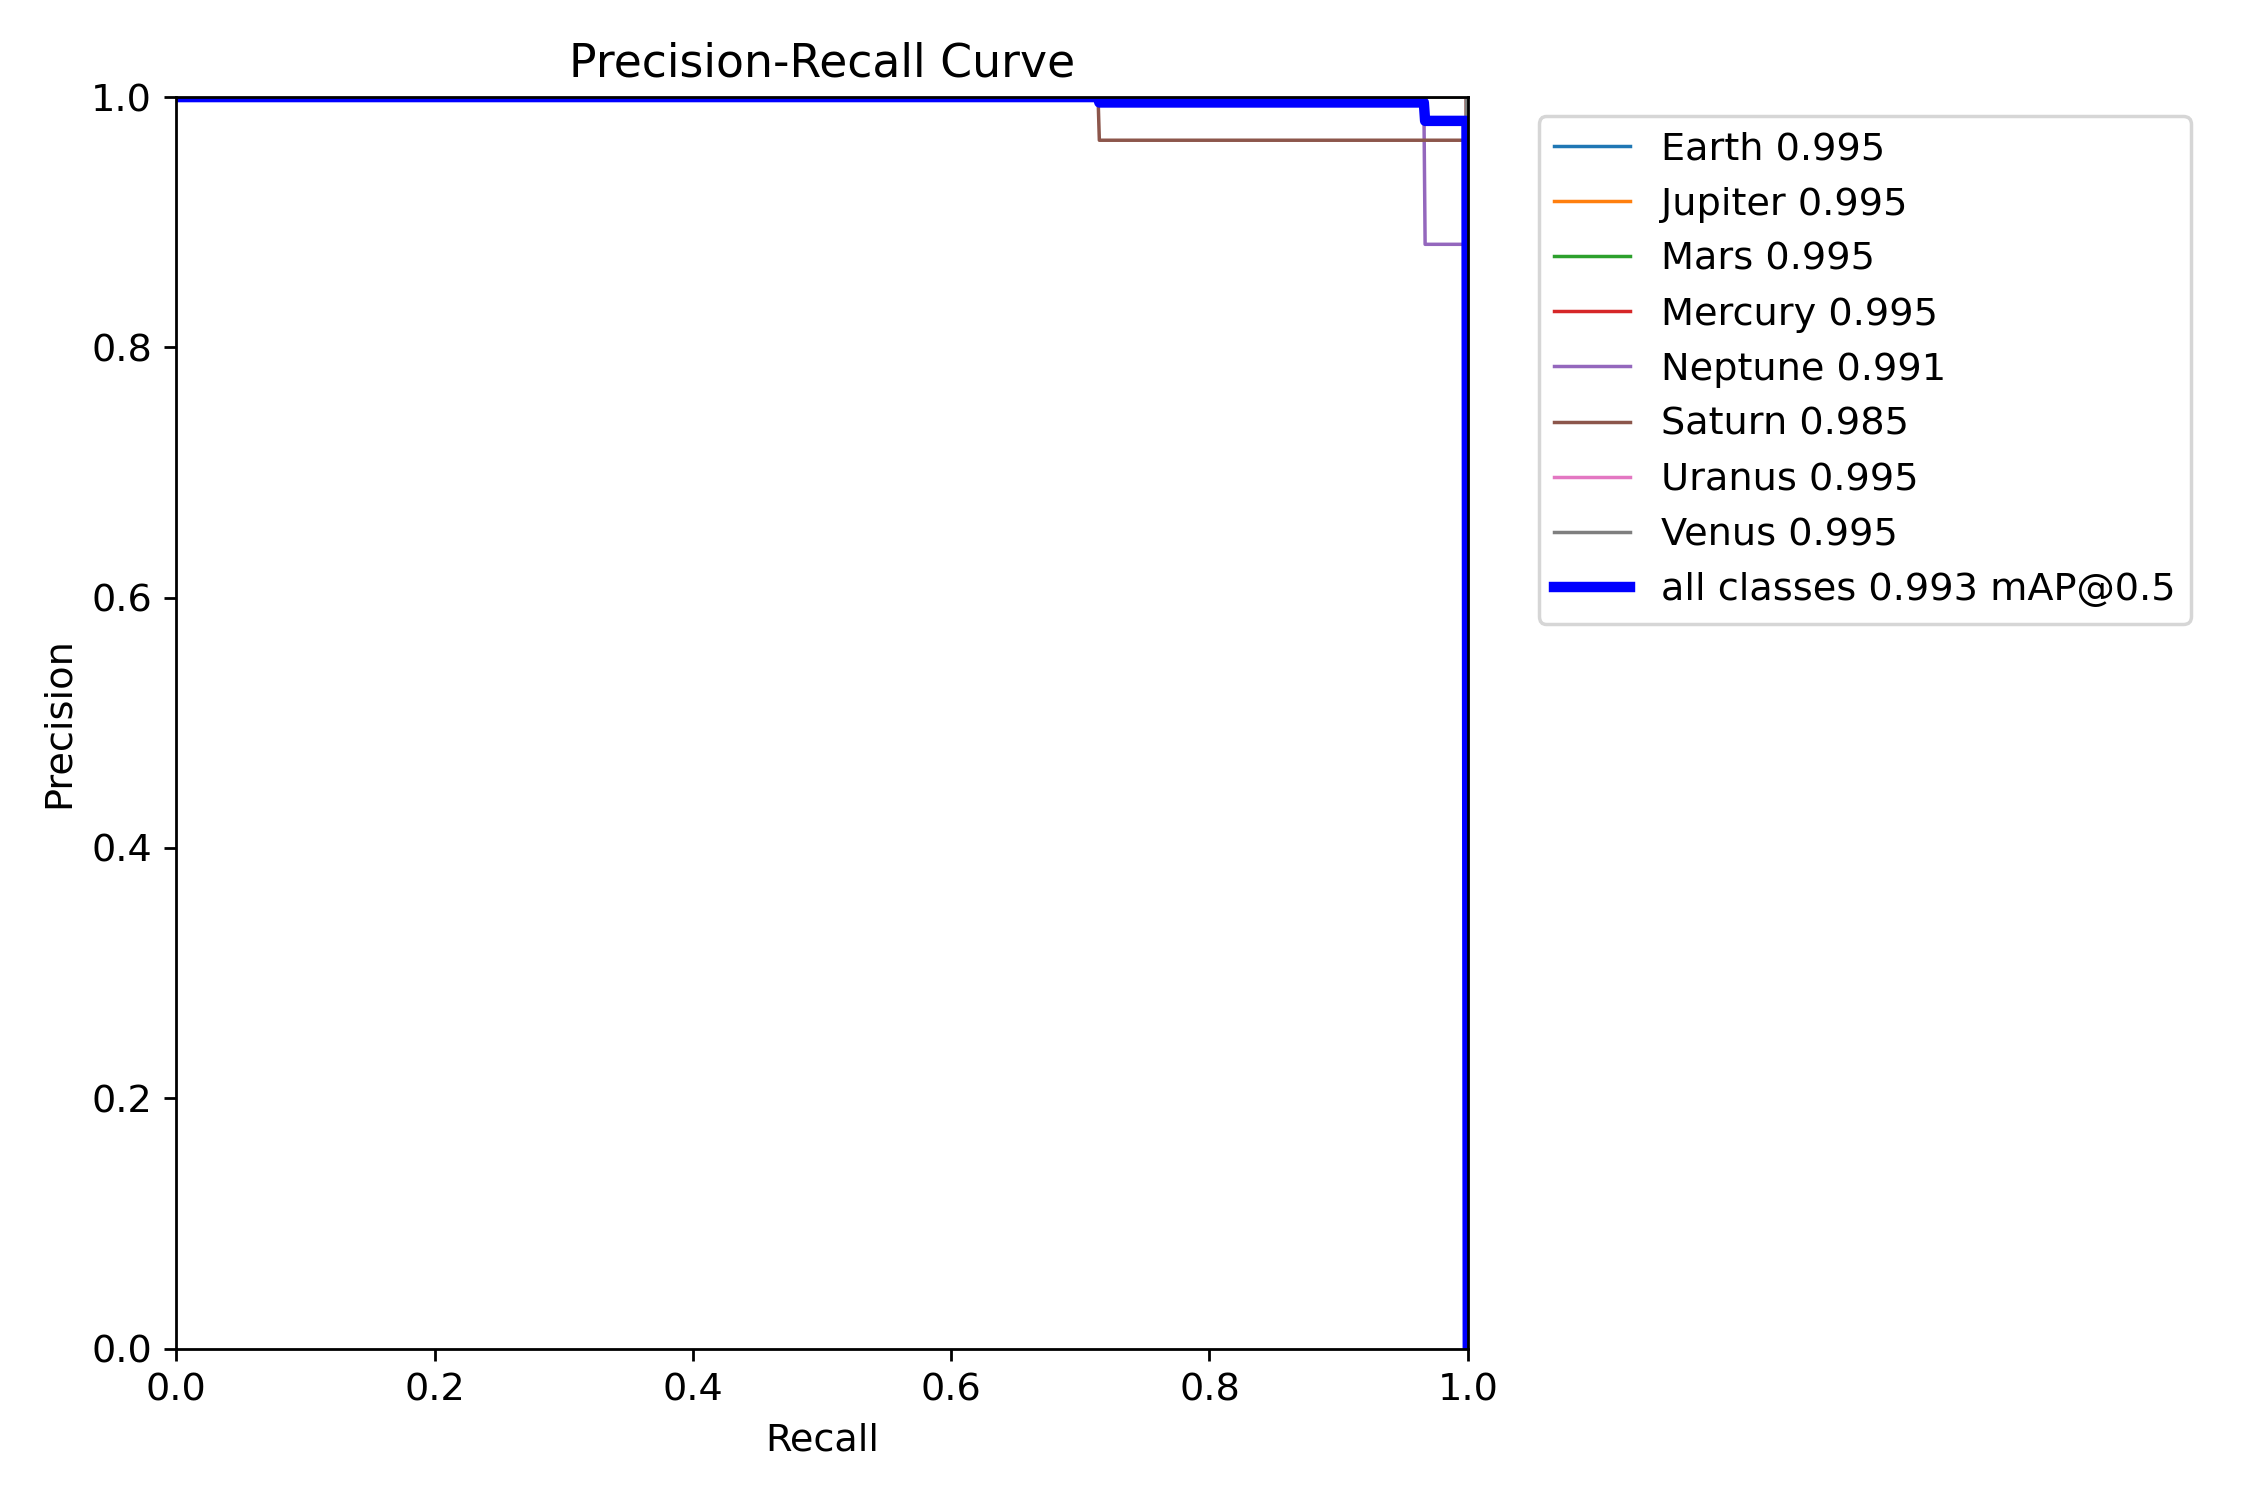 Precision-Recall Curve
1.0
0.8
0.6
0.4
0.2
0.0
Precision
0.0 0.2 0.4 0.6 0.8 1.0
Recall
Earth 0.995
Jupiter 0.995
Mars 0.995
Mercury 0.995
Neptune 0.991
Saturn 0.985
Uranus 0.995
Venus 0.995
all classes 0.993 mAP@0.5